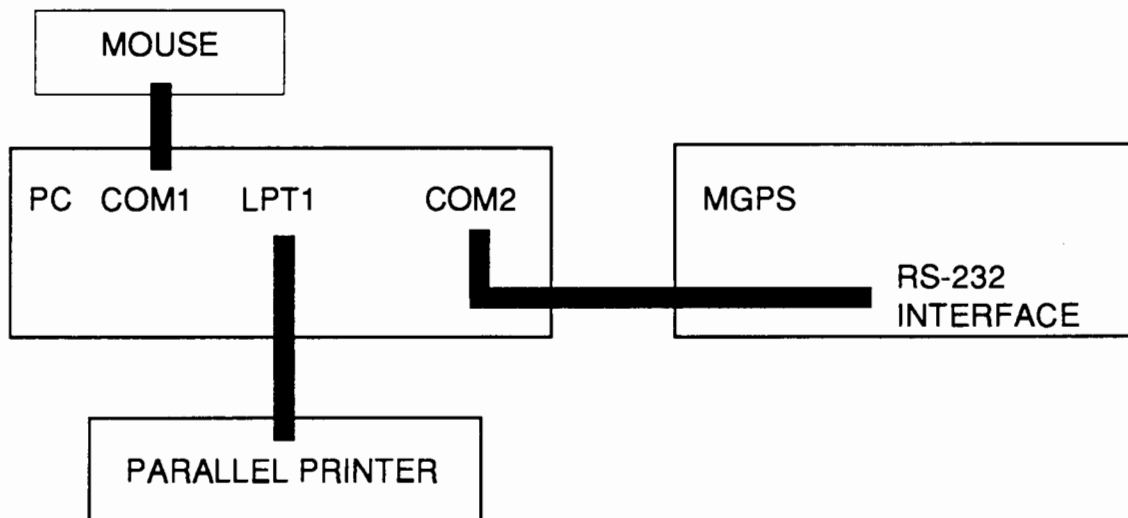 MOUSE
PC COM1 LPT1 COM2
MGPS
RS-232
INTERFACE
PARALLEL PRINTER